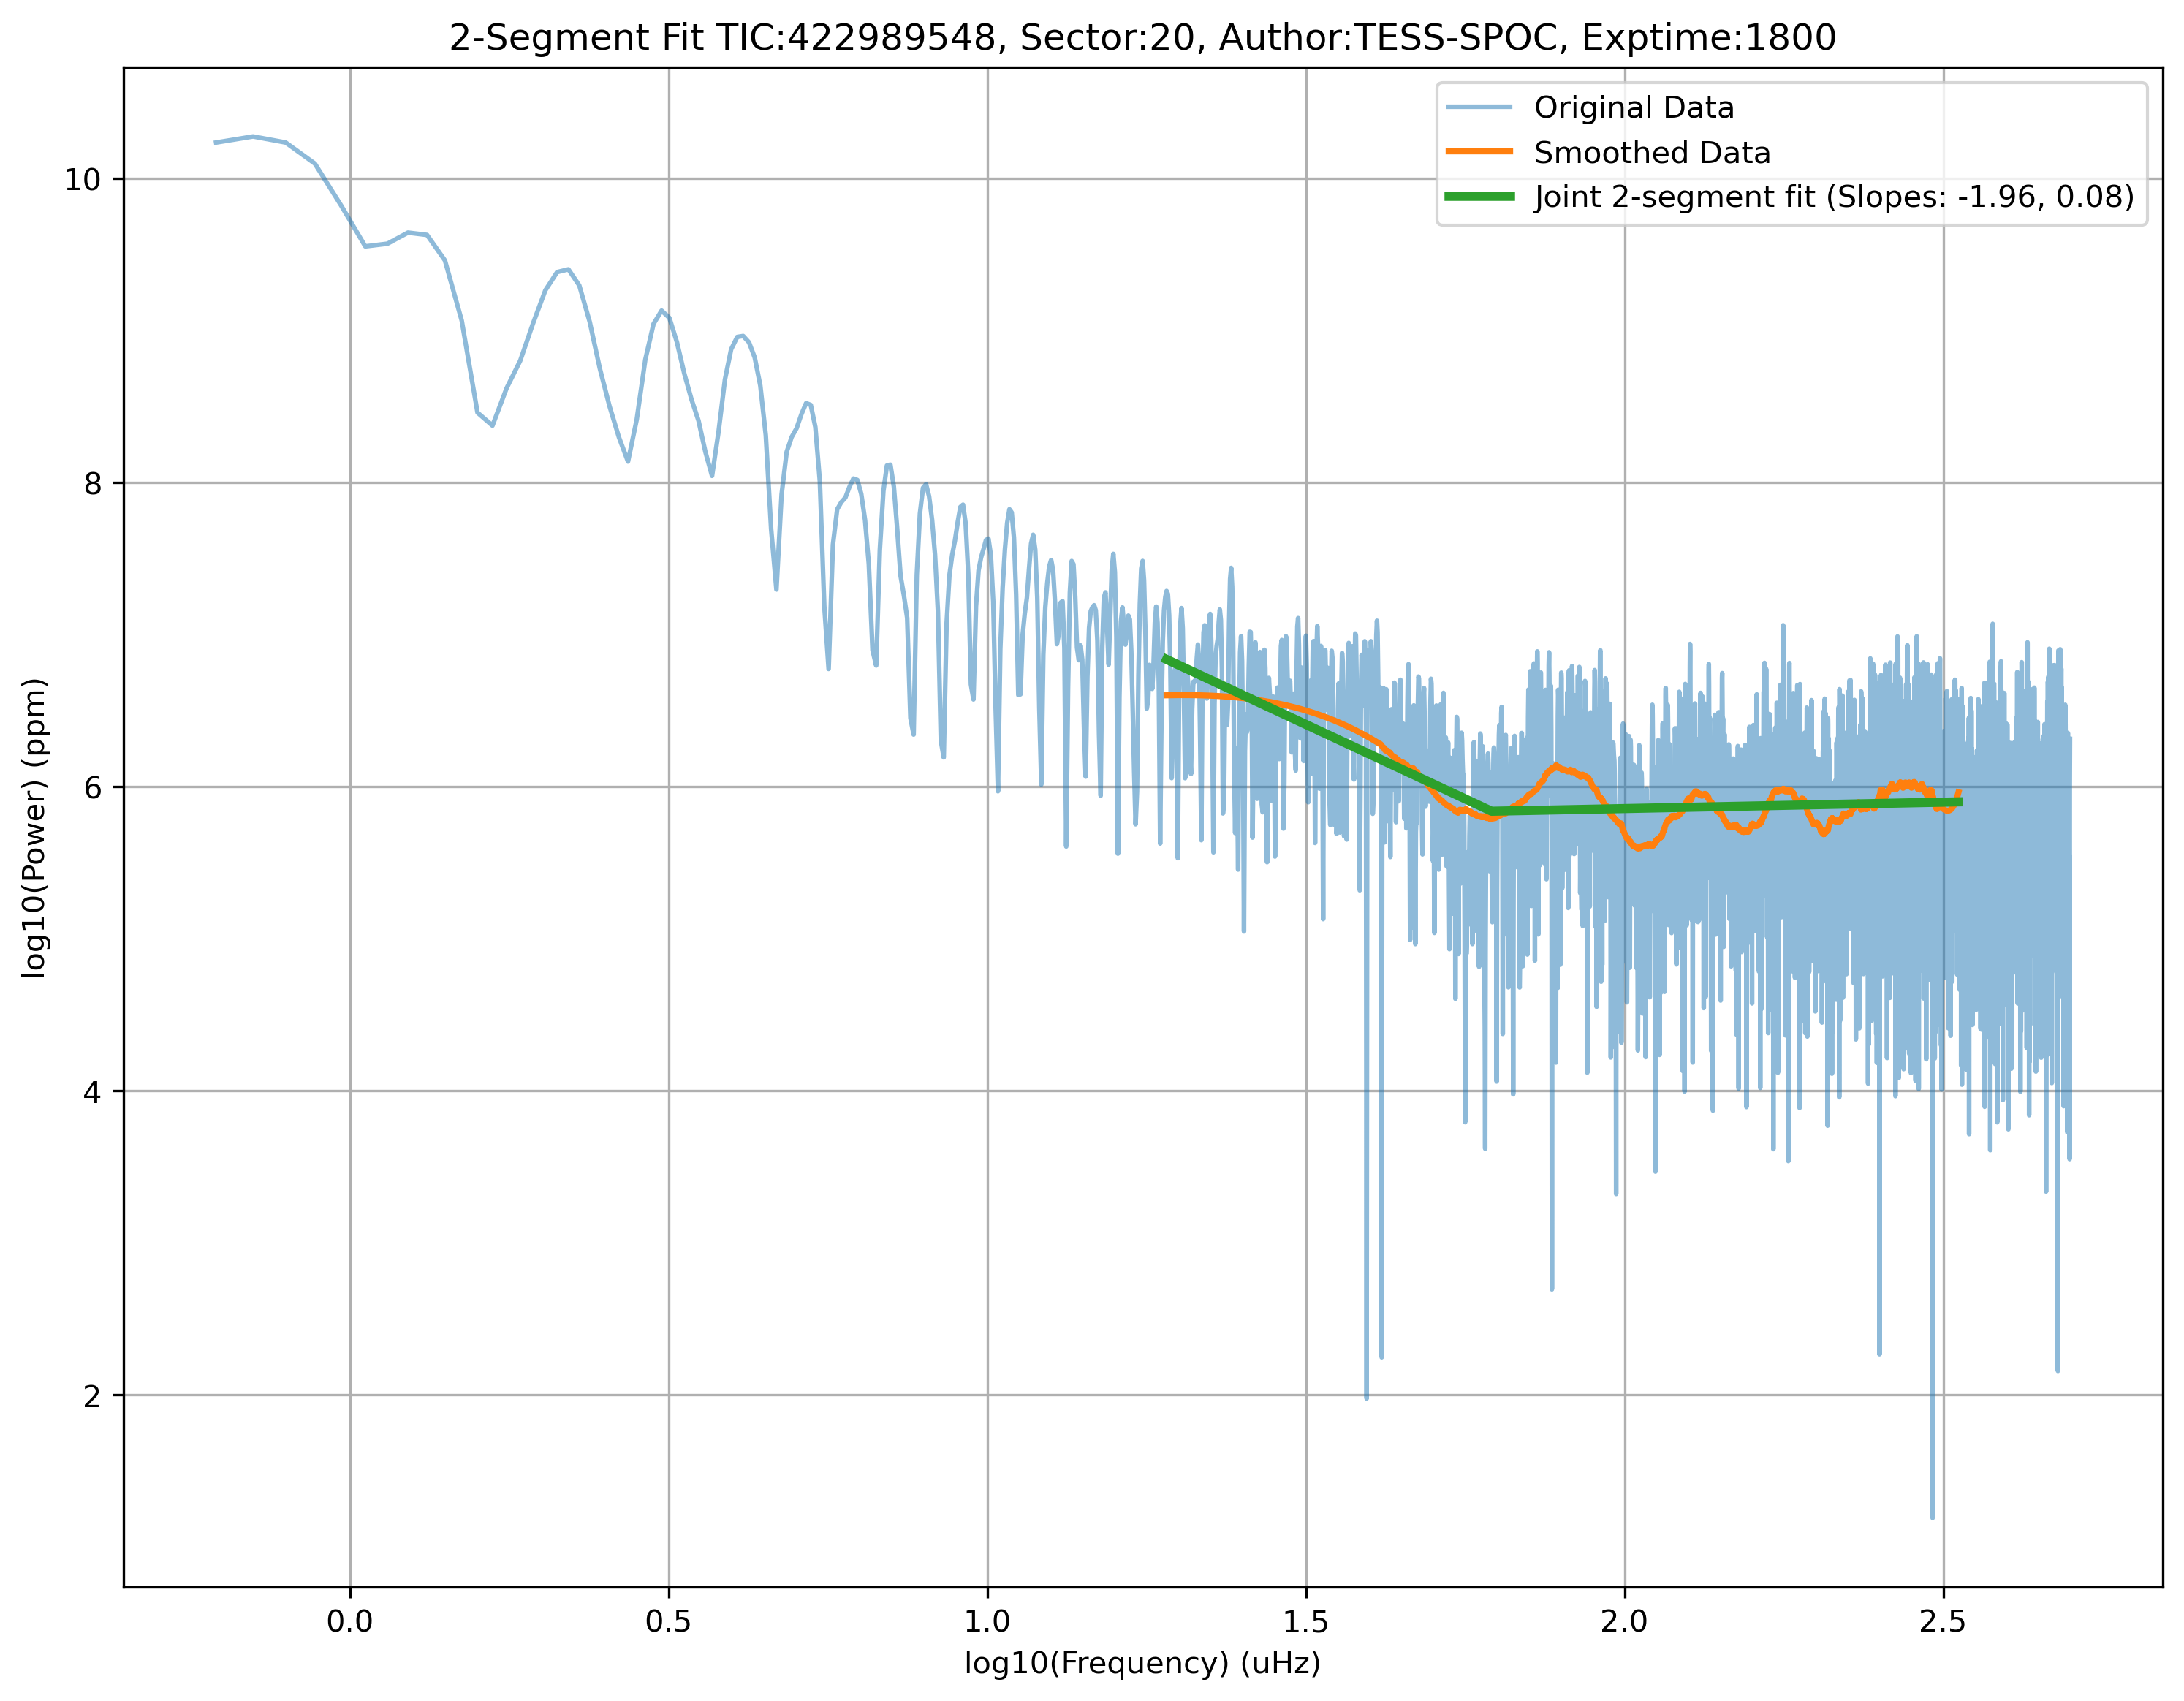 2-Segment Fit TIC:422989548, Sector:20, Author:TESS-SPOC, Exptime:1800
Original Data
Smoothed Data
Joint 2-segment fit (Slopes: -1.96, 0.08)
log10(Power) (ppm)
10
8
6
4
2
0.0
0.5
1.0
1.5
2.0
2.5
log10(Frequency) (uHz)